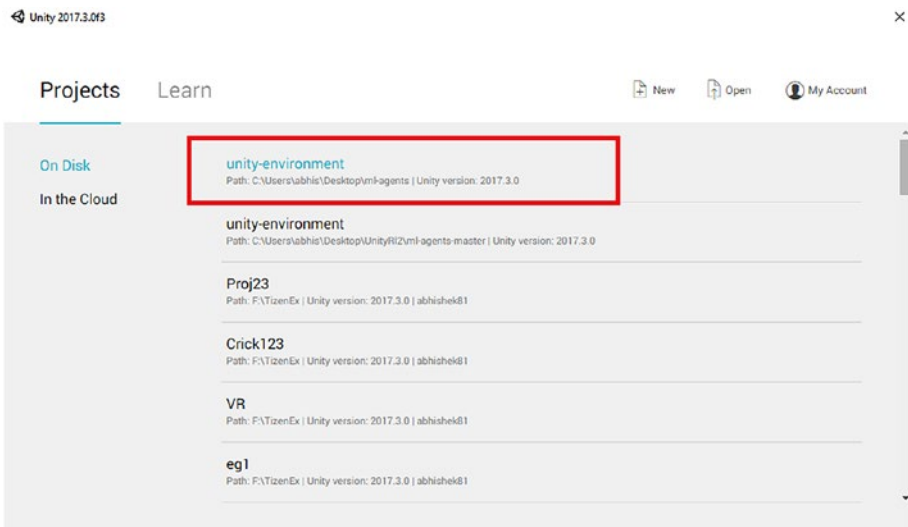 Unity 2017.3.0f3
Projects
Learn
New
Open
My Account
On Disk
In the Cloud
unity-environment
Path: C:\Users\abhis\Desktop\ml-agents | Unity version: 2017.3.0
unity-environment
Path: C:\Users\abhis\Desktop\UnityRl2\ml-agents-master | Unity version: 2017.3.0
Proj23
Path: F:\TizenEx | Unity version: 2017.3.0 | abhishek81
Crick123
Path: F:\TizenEx | Unity version: 2017.3.0 | abhishek81
VR
Path: F:\TizenEx | Unity version: 2017.3.0 | abhishek81
eg1
Path: F:\TizenEx | Unity version: 2017.3.0 | abhishek81